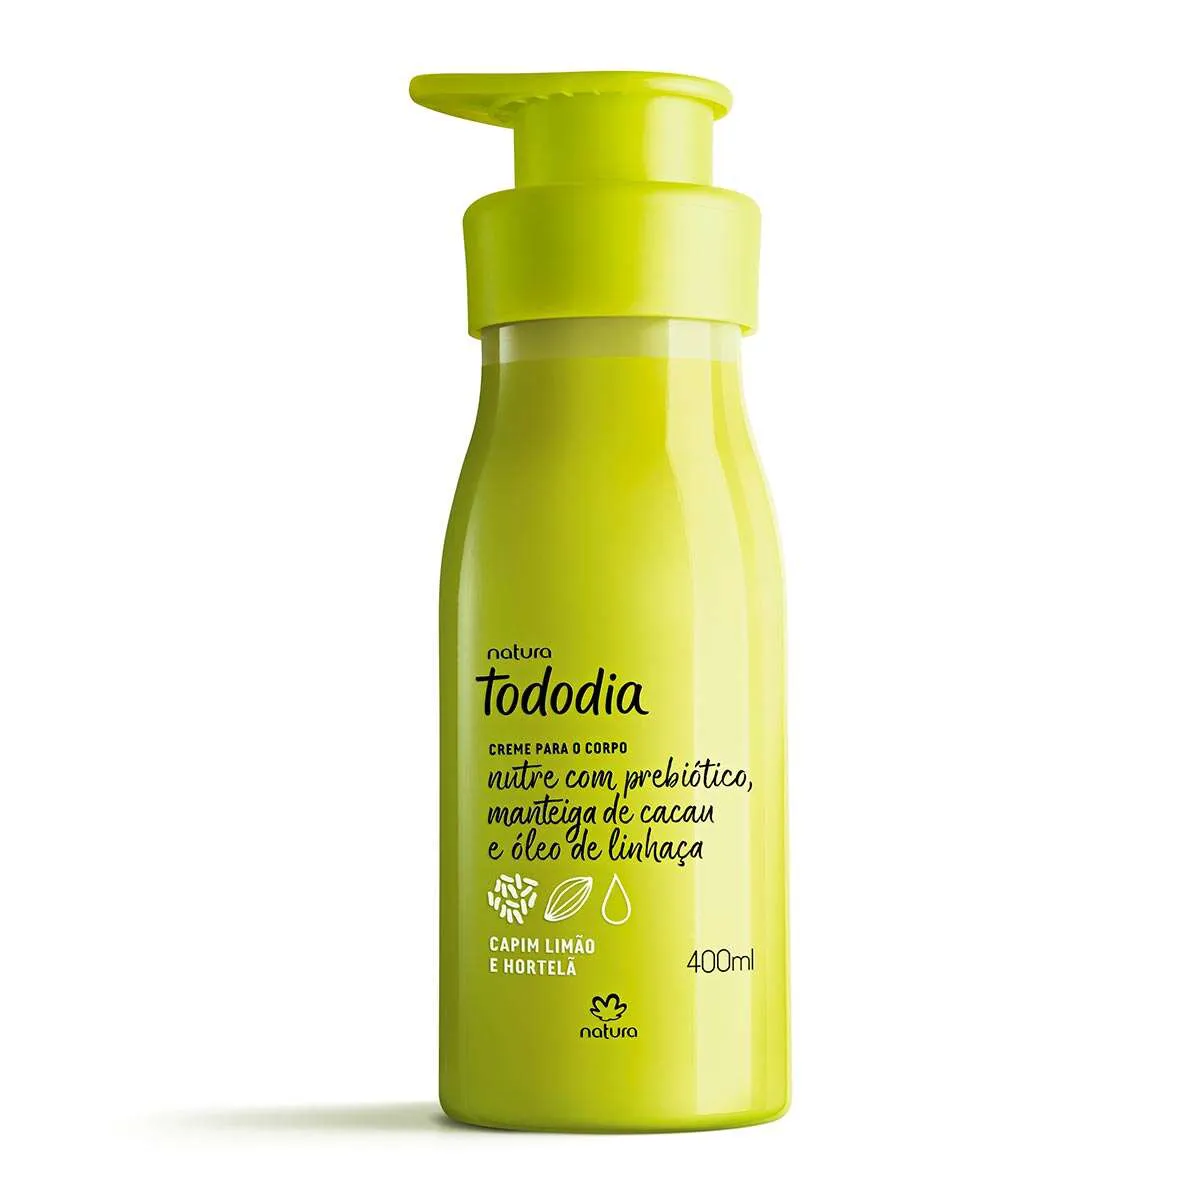 natura
tododia
CREME PARA O CORPO
nutre com prebiótico,
manteiga de cacau
e óleo de linhaça
CAPIM LIMÃO
E HORTELÃ
400ml
natura